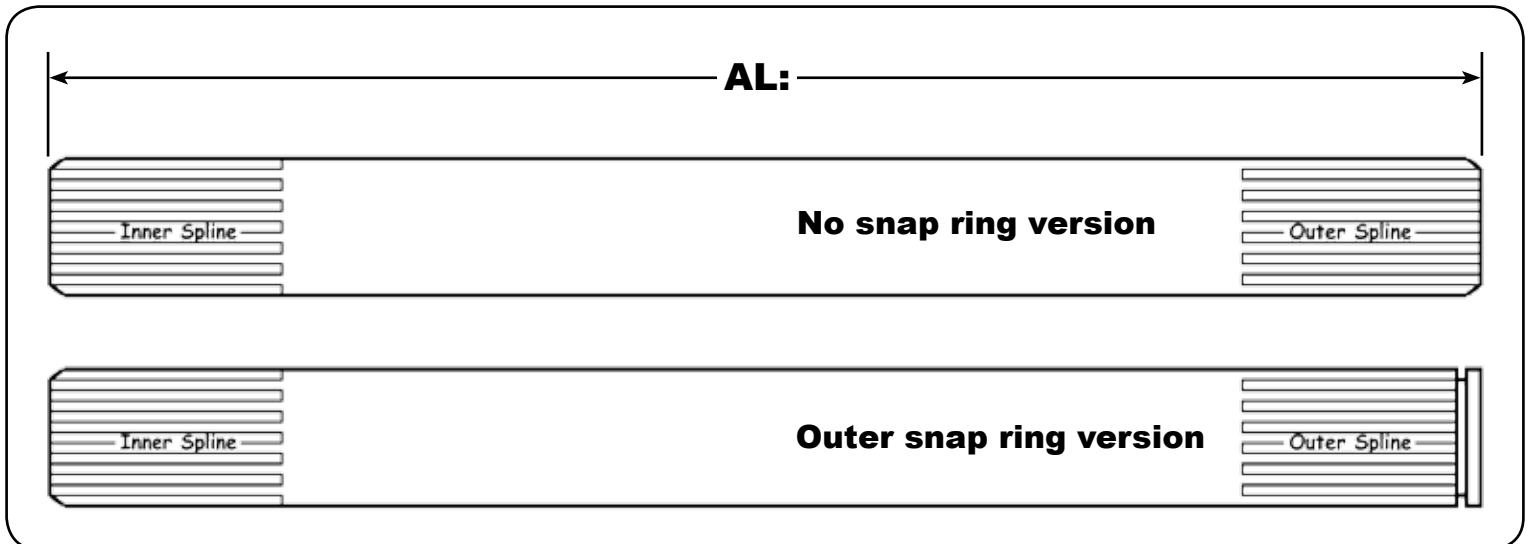 AL:
Inner Spline
No snap ring version
Outer Spline
Inner Spline
Outer snap ring version
Outer Spline